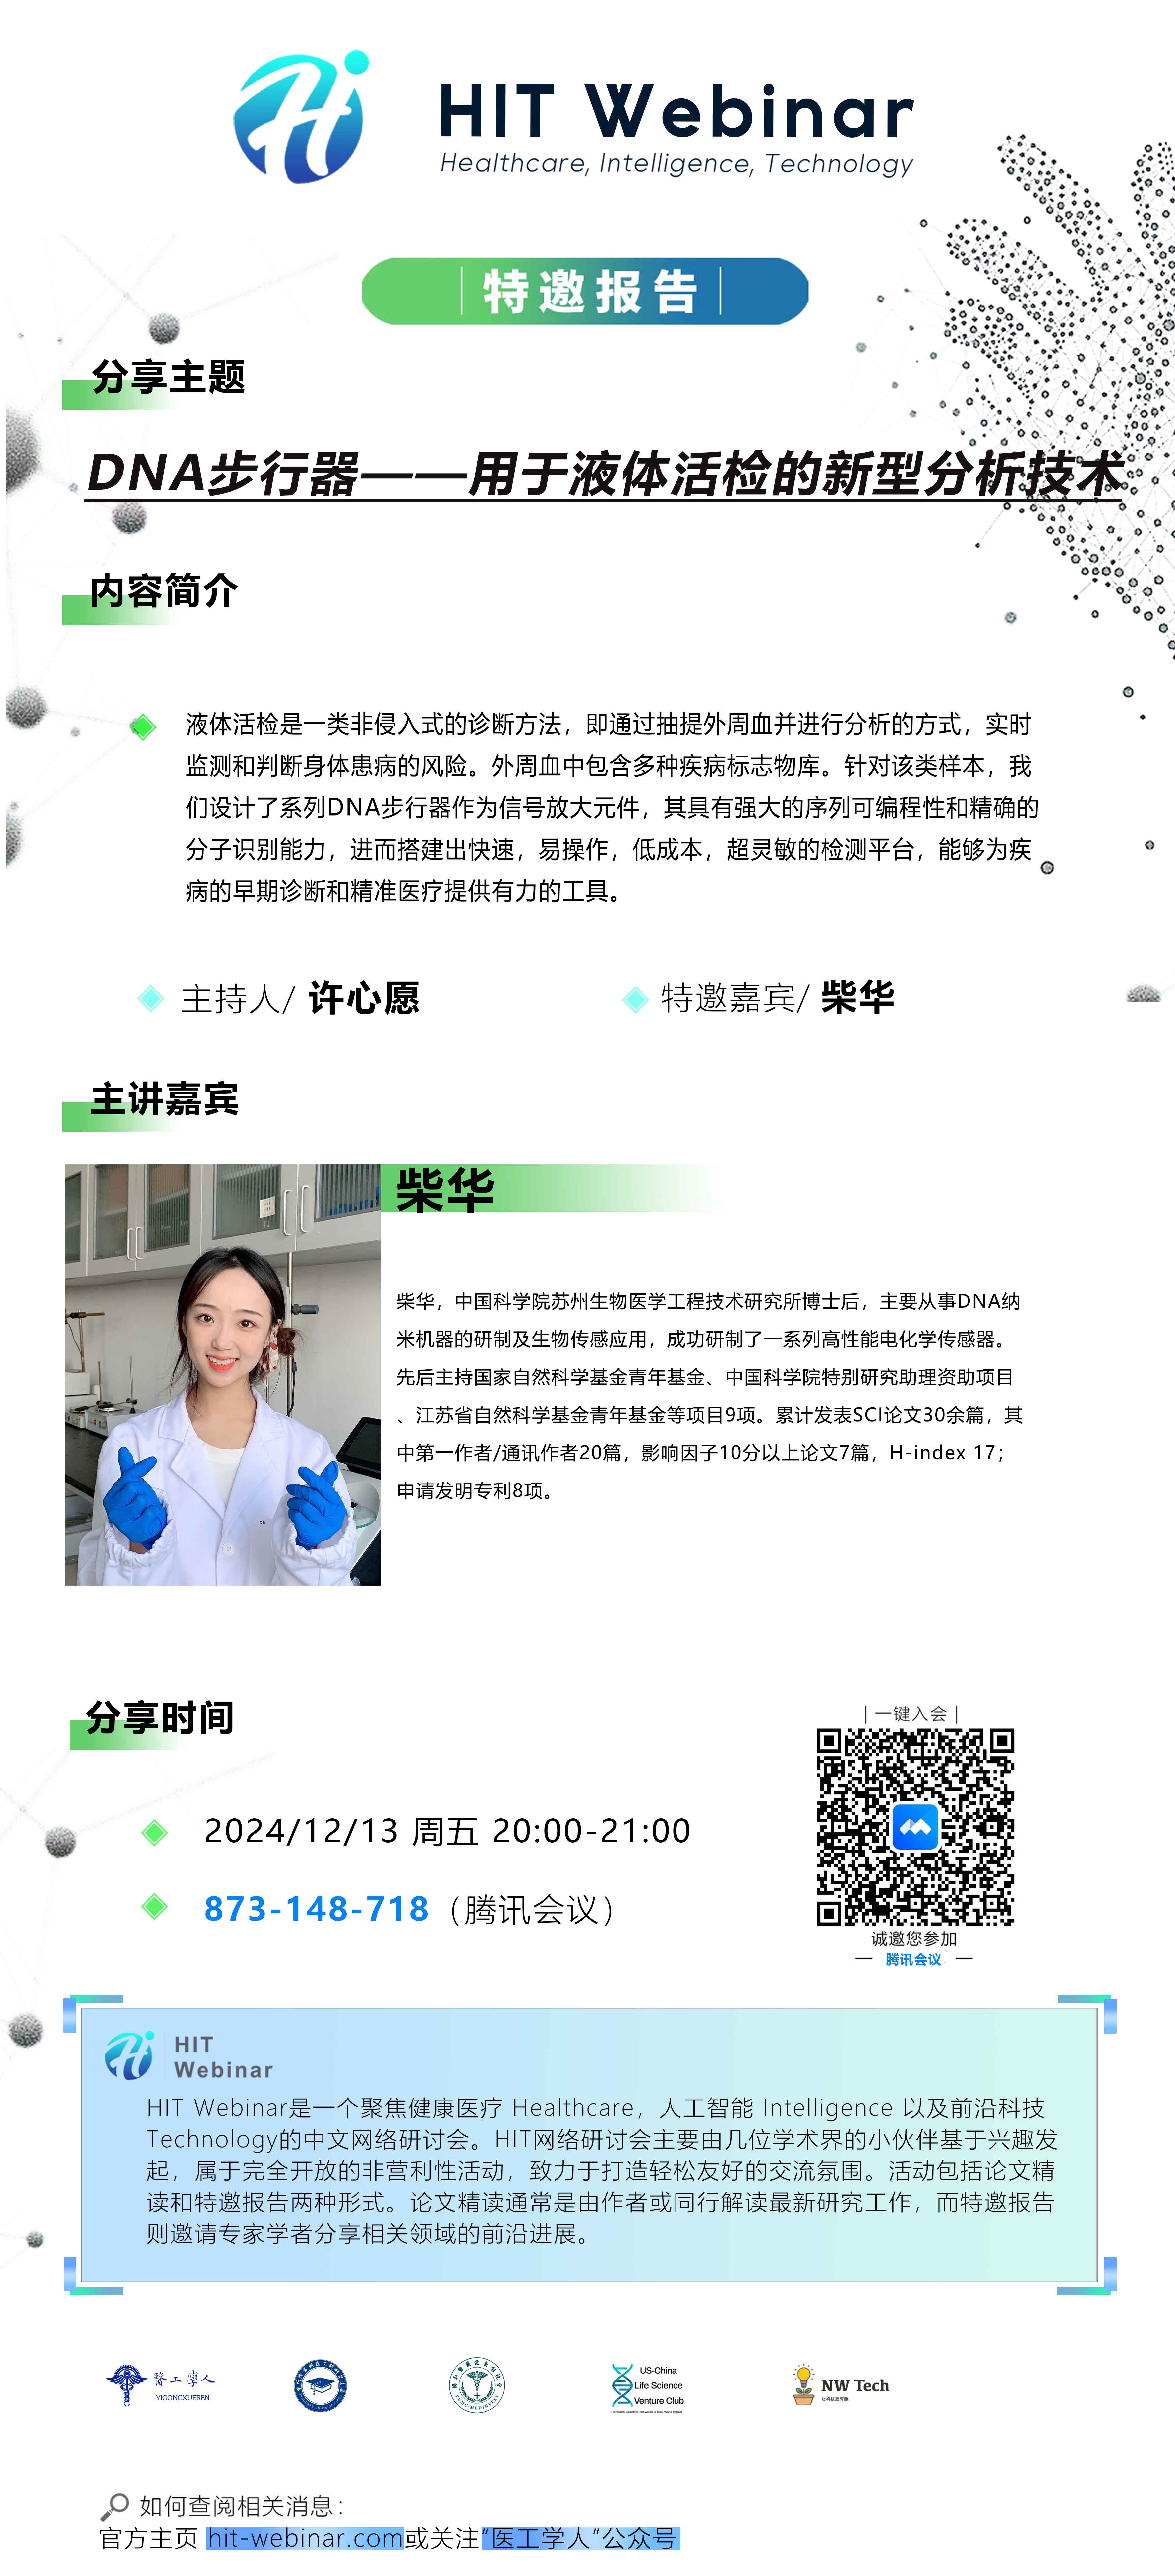 HIT Webinar
Healthcare, Intelligence, Technology
特邀报告
分享主题
DNA步行器——用于液体活检的新型分析技术
内容简介
液体活检是一类非侵入式的诊断方法，即通过抽提外周血并进行分析的方式，实时
监测和判断身体患病的风险。外周血中包含多种疾病标志物库。针对该类样本，我
们设计了系列DNA步行器作为信号放大元件，其具有强大的序列可编程性和精确的
分子识别能力，进而搭建出快速，易操作，低成本，超灵敏的检测平台，能够为疾
病的早期诊断和精准医疗提供有力的工具。
主持人/ 许心愿
特邀嘉宾/ 柴华
主讲嘉宾
柴华
柴华，中国科学院苏州生物医学工程技术研究所博士后，主要从事DNA纳
米机器的研制及生物传感应用，成功研制了一系列高性能电化学传感器。
先后主持国家自然科学基金青年基金、中国科学院特别研究助理资助项目
、江苏省自然科学基金青年基金等项目9项。累计发表SCI论文30余篇，其
中第一作者/通讯作者20篇，影响因子10分以上论文7篇，H-index 17；
申请发明专利8项。
分享时间
2024/12/13 周五 20:00-21:00
873-148-718（腾讯会议）
| 一键入会 |
诚邀您参加
— 腾讯会议 —
HIT
Webinar
HIT Webinar是一个聚焦健康医疗 Healthcare，人工智能 Intelligence 以及前沿科技
Technology的中文网络研讨会。HIT网络研讨会主要由几位学术界的小伙伴基于兴趣发
起，属于完全开放的非营利性活动，致力于打造轻松友好的交流氛围。活动包括论文精
读和特邀报告两种形式。论文精读通常是由作者或同行解读最新研究工作，而特邀报告
则邀请专家学者分享相关领域的前沿进展。
醫工學人
YIGONGXUEREN
US-China
Life Science
Venture Club
NW Tech
让科技更有趣
如何查阅相关消息：
官方主页 hit-webinar.com或关注“医工学人”公众号